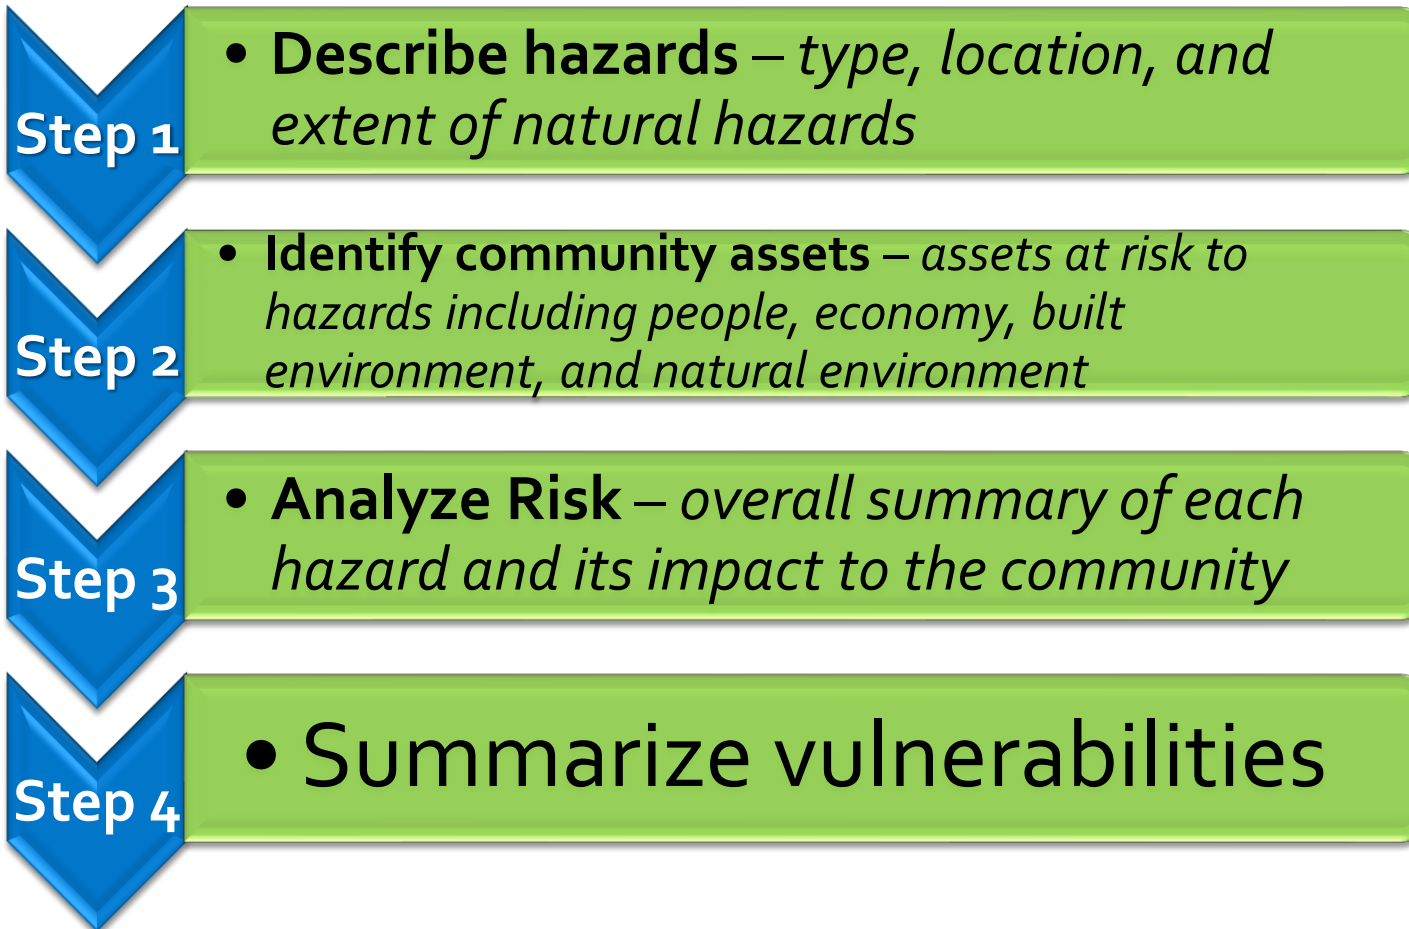 Step 1
• Describe hazards – type, location, and
extent of natural hazards
Step 2
• Identify community assets – assets at risk to
hazards including people, economy, built
environment, and natural environment
Step 3
• Analyze Risk – overall summary of each
hazard and its impact to the community
Step 4
• Summarize vulnerabilities